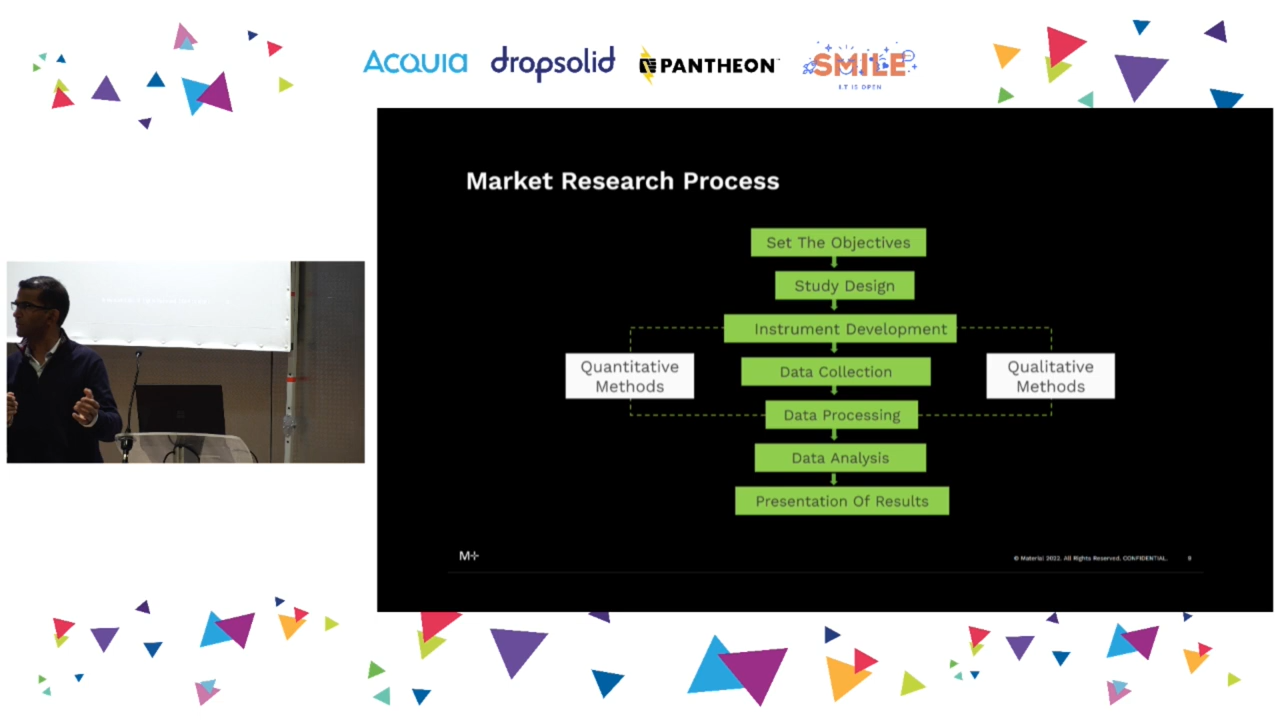 ACQUIA
dropsolid
PANTHEON
SMILE
IT IS OPEN
Market Research Process
Set The Objectives
Study Design
Instrument Development
Quantitative
Methods
Data Collection
Qualitative
Methods
Data Processing
Data Analysis
Presentation Of Results
M+
© Material 2022. All Rights Reserved. CONFIDENTIAL.